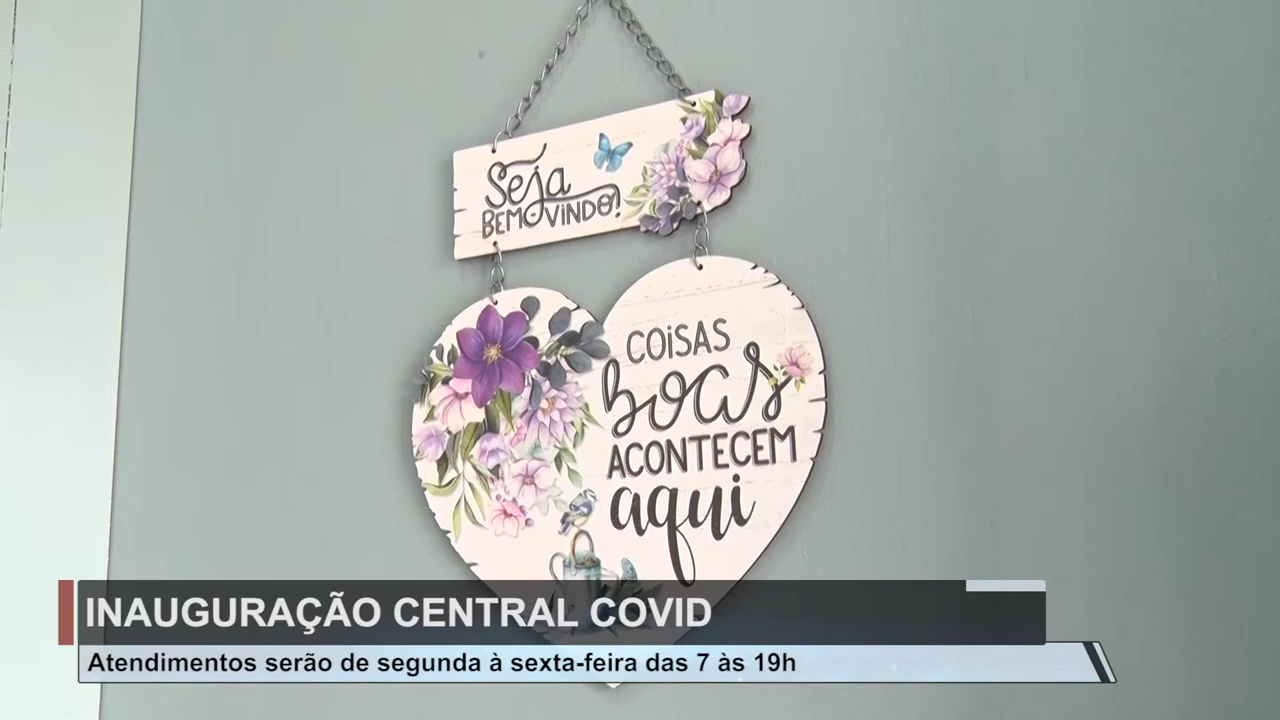 Seja
BEM-VINDO!
COISAS
BOAS
ACONTECEM
aqui
INAUGURAÇÃO CENTRAL COVID
Atendimentos serão de segunda à sexta-feira das 7 às 19h